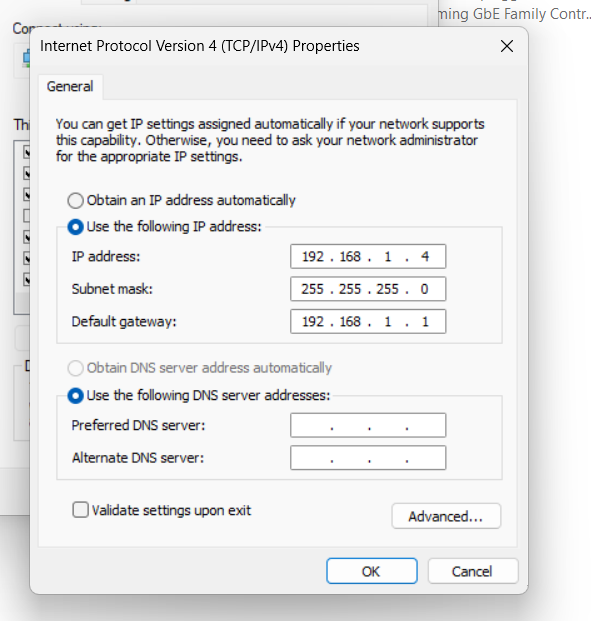 ming GbE Family Contr..
Internet Protocol Version 4 (TCP/IPv4) Properties
General
You can get IP settings assigned automatically if your network supports
this capability. Otherwise, you need to ask your network administrator
for the appropriate IP settings.
Obtain an IP address automatically
Use the following IP address:
IP address: 192 . 168 . 1 . 4
Subnet mask: 255 . 255 . 255 . 0
Default gateway: 192 . 168 . 1 . 1
Obtain DNS server address automatically
Use the following DNS server addresses:
Preferred DNS server: . . .
Alternate DNS server: . . .
Validate settings upon exit
Advanced...
OK Cancel